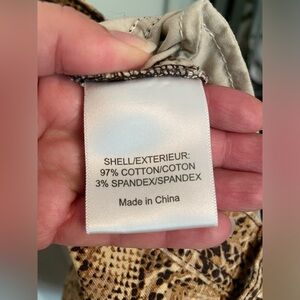 SHELL/EXTERIEUR:
97% COTTON/COTON
3% SPANDEX/SPANDEX
Made in China